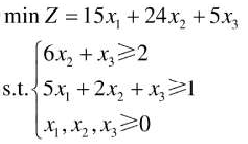 min Z = 15x₁ + 24x₂ + 5x₃
s.t. { 6x₂ + x₃ ⩾ 2
5x₁ + 2x₂ + x₃ ⩾ 1
x₁, x₂, x₃ ⩾ 0